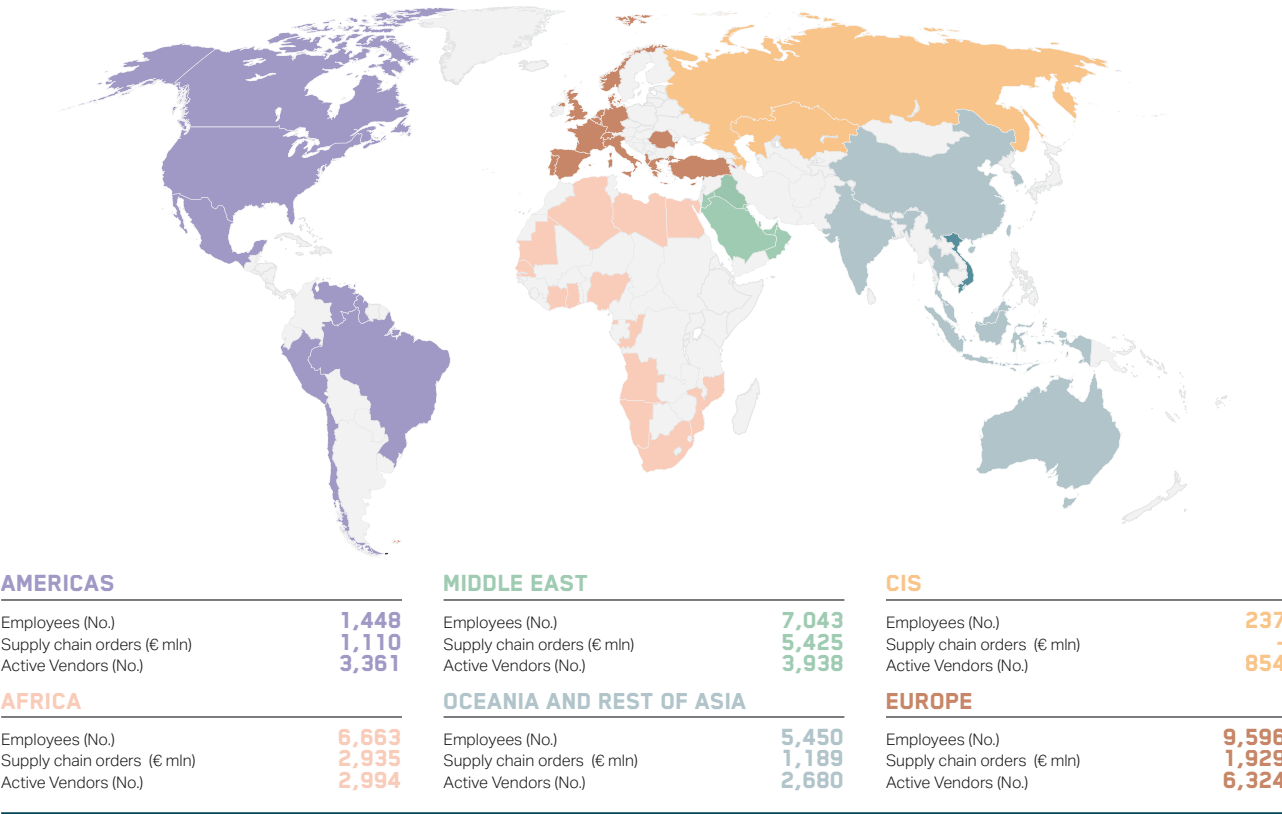 AMERICAS
Employees (No.) 1,448
Supply chain orders (€ mln) 1,110
Active Vendors (No.) 3,361
MIDDLE EAST
Employees (No.) 7,043
Supply chain orders (€ mln) 5,425
Active Vendors (No.) 3,938
CIS
Employees (No.) 237
Supply chain orders (€ mln) -
Active Vendors (No.) 854
AFRICA
Employees (No.) 6,663
Supply chain orders (€ mln) 2,935
Active Vendors (No.) 2,994
OCEANIA AND REST OF ASIA
Employees (No.) 5,450
Supply chain orders (€ mln) 1,189
Active Vendors (No.) 2,680
EUROPE
Employees (No.) 9,596
Supply chain orders (€ mln) 1,929
Active Vendors (No.) 6,324